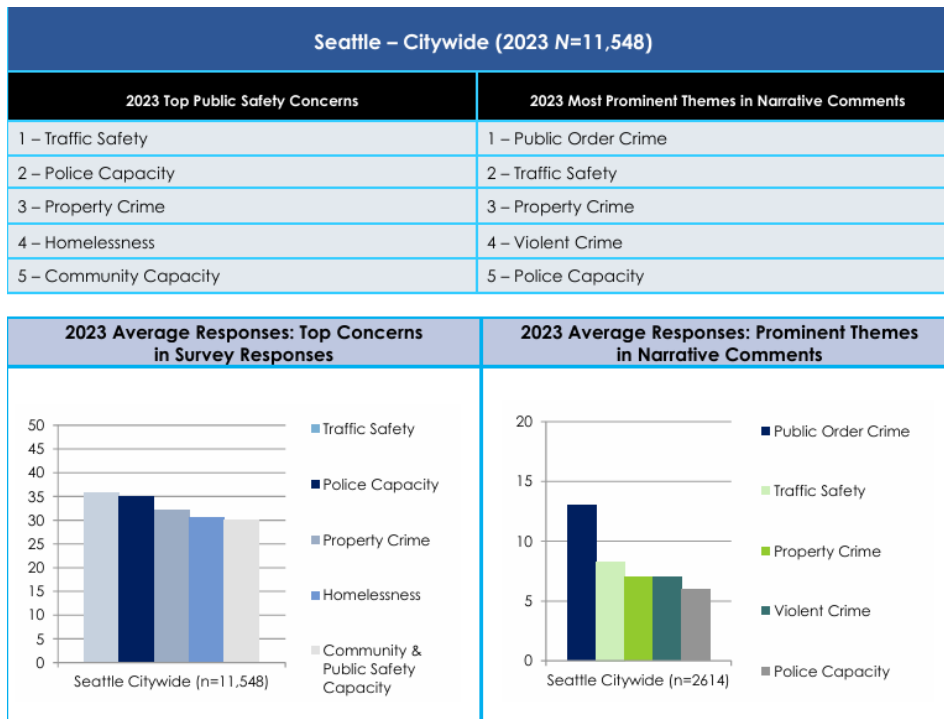 Seattle – Citywide (2023 N=11,548)
2023 Top Public Safety Concerns
2023 Most Prominent Themes in Narrative Comments
1 – Traffic Safety
1 – Public Order Crime
2 – Police Capacity
2 – Traffic Safety
3 – Property Crime
3 – Property Crime
4 – Homelessness
4 – Violent Crime
5 – Community Capacity
5 – Police Capacity
2023 Average Responses: Top Concerns
in Survey Responses
2023 Average Responses: Prominent Themes
in Narrative Comments
50
45
40
35
30
25
20
15
10
5
0
Seattle Citywide (n=11,548)
Traffic Safety
Police Capacity
Property Crime
Homelessness
Community &
Public Safety
Capacity
20
15
10
5
0
Seattle Citywide (n=2614)
Public Order Crime
Traffic Safety
Property Crime
Violent Crime
Police Capacity